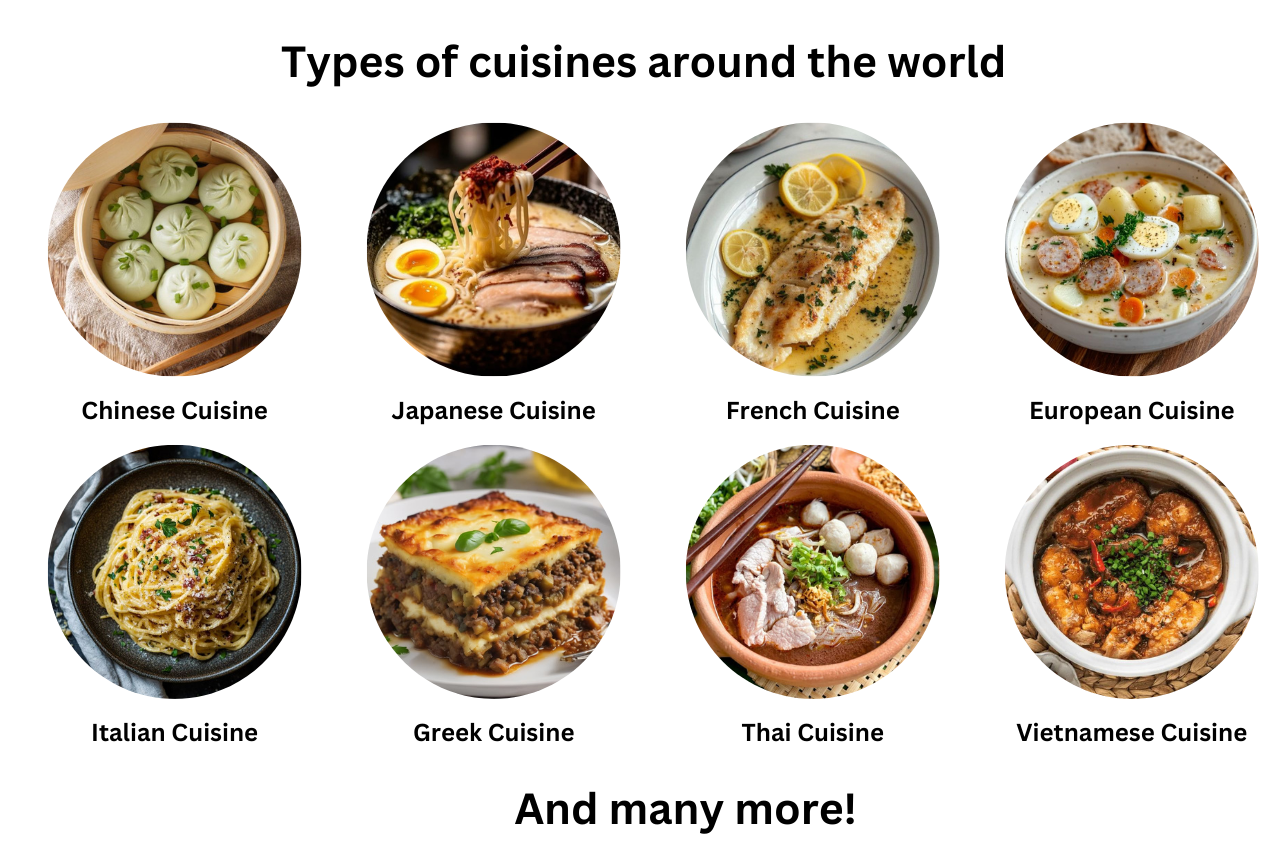 Types of cuisines around the world
Chinese Cuisine
Japanese Cuisine
French Cuisine
European Cuisine
Italian Cuisine
Greek Cuisine
Thai Cuisine
Vietnamese Cuisine
And many more!